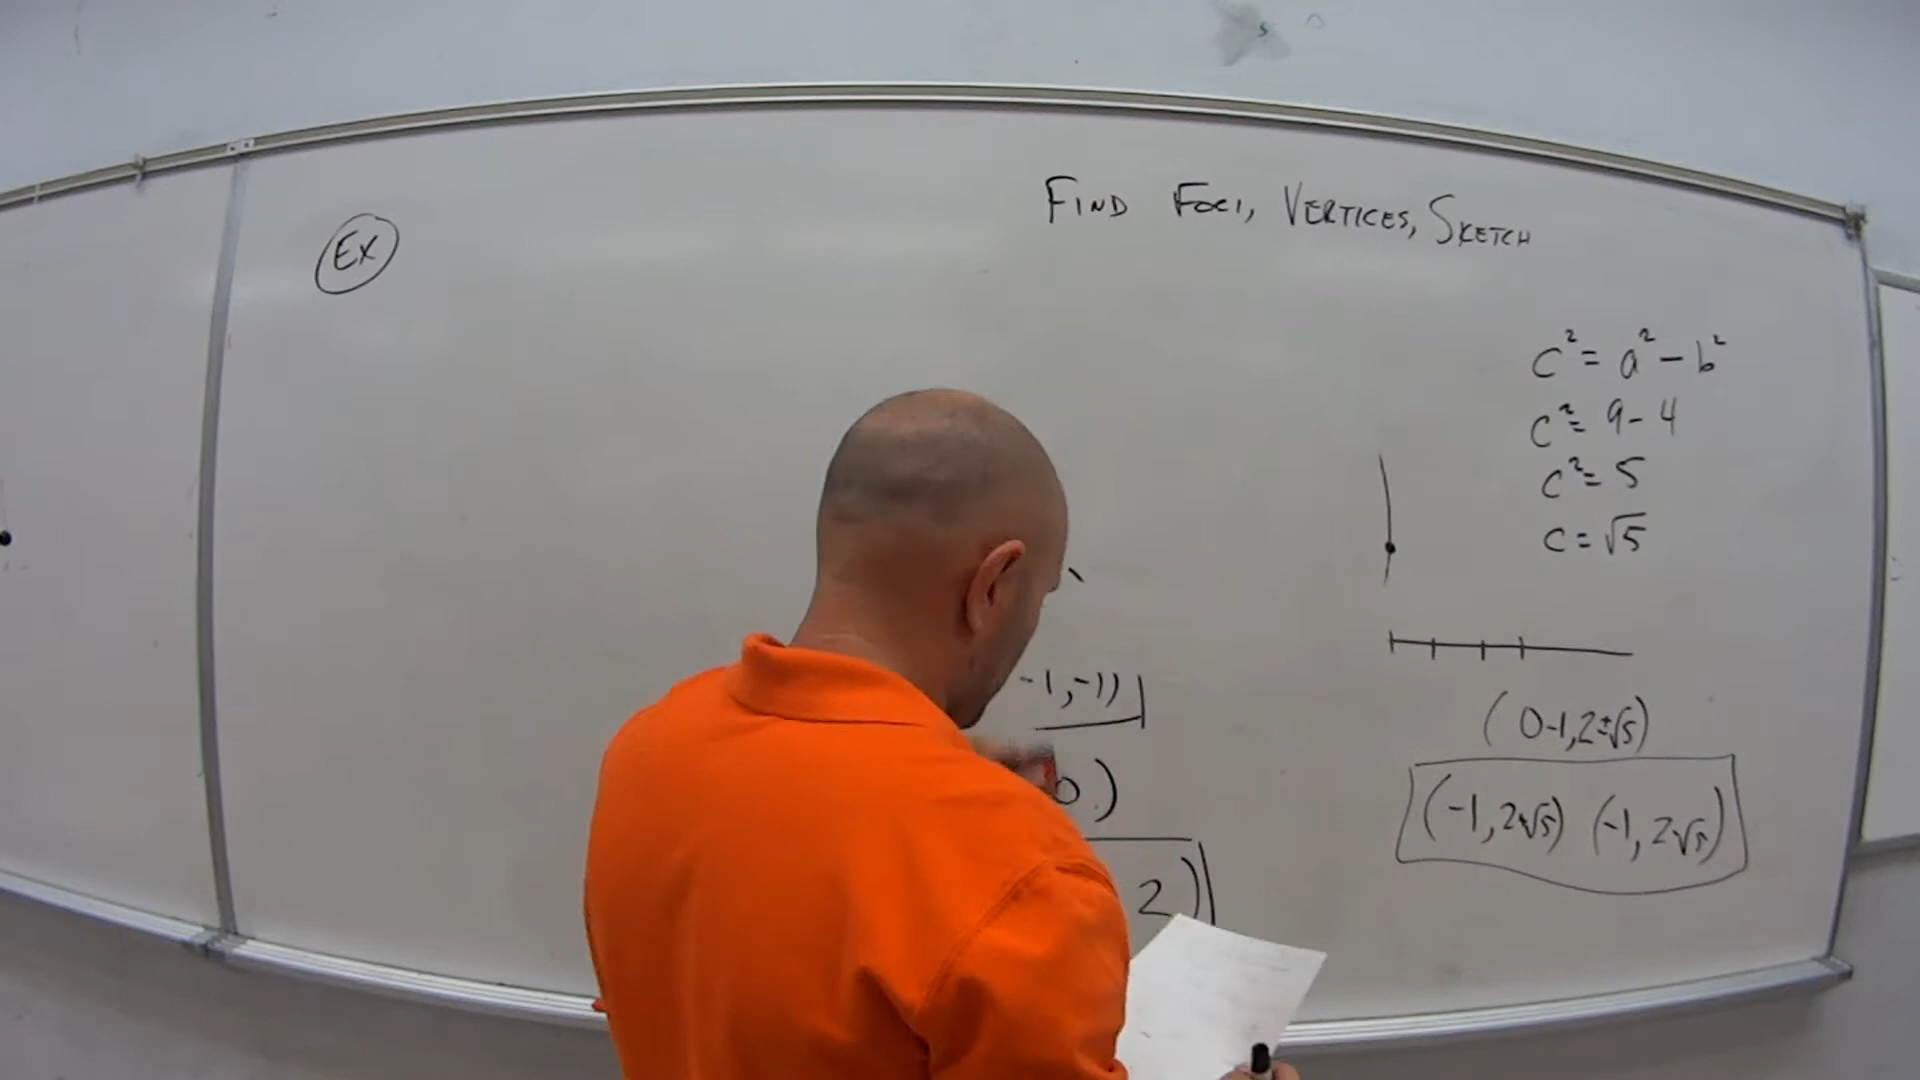 FIND FOCI, VERTICES, SKETCH
EX
c² = a² - b²
c² = 9 - 4
c² = 5
c = √5
-1, -1)
(0-1, 2±√5)
0)
(-1, 2+√5) (-1, 2√5)
2)